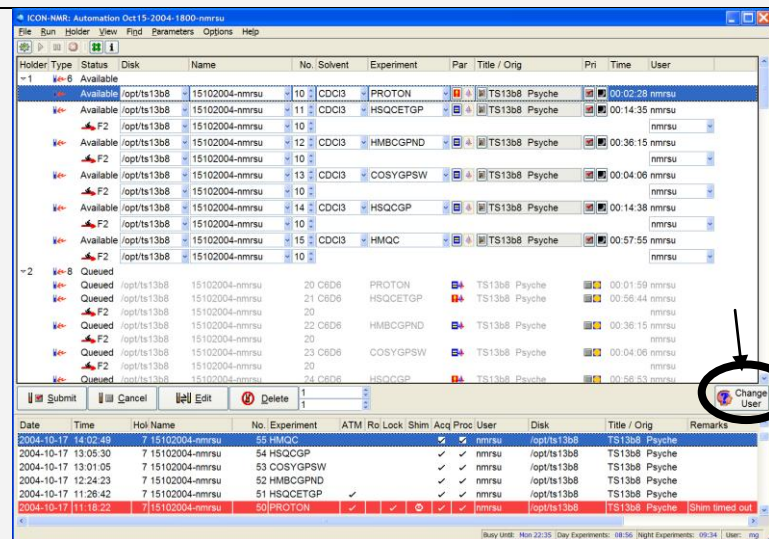 ICON-NMR: Automation Oct15-2004-1800-nmrsu
File Run Holder View Find Parameters Options Help
Holder Type Status Disk Name No. Solvent Experiment Par Title / Orig Pri Time User
1 6 Available
Available /opt/ts13b8 15102004-nmrsu 10 CDCl3 PROTON TS13b8 Psyche 00:02:28 nmrsu
Available /opt/ts13b8 15102004-nmrsu 11 CDCl3 HSQCETGP TS13b8 Psyche 00:14:35 nmrsu
F2 /opt/ts13b8 15102004-nmrsu 10 nmrsu
Available /opt/ts13b8 15102004-nmrsu 12 CDCl3 HMBCGPND TS13b8 Psyche 00:36:15 nmrsu
F2 /opt/ts13b8 15102004-nmrsu 10 nmrsu
Available /opt/ts13b8 15102004-nmrsu 13 CDCl3 COSYGPSW TS13b8 Psyche 00:04:06 nmrsu
F2 /opt/ts13b8 15102004-nmrsu 10 nmrsu
Available /opt/ts13b8 15102004-nmrsu 14 CDCl3 HSQCGP TS13b8 Psyche 00:14:38 nmrsu
F2 /opt/ts13b8 15102004-nmrsu 10 nmrsu
Available /opt/ts13b8 15102004-nmrsu 15 CDCl3 HMQC TS13b8 Psyche 00:57:55 nmrsu
F2 /opt/ts13b8 15102004-nmrsu 10 nmrsu
2 8 Queued
Queued /opt/ts13b8 15102004-nmrsu 20 C6D6 PROTON TS13b8 Psyche 00:01:59 nmrsu
Queued /opt/ts13b8 15102004-nmrsu 21 C6D6 HSQCETGP TS13b8 Psyche 00:56:44 nmrsu
F2 /opt/ts13b8 15102004-nmrsu 20 nmrsu
Queued /opt/ts13b8 15102004-nmrsu 22 C6D6 HMBCGPND TS13b8 Psyche 00:36:15 nmrsu
F2 /opt/ts13b8 15102004-nmrsu 20 nmrsu
Queued /opt/ts13b8 15102004-nmrsu 23 C6D6 COSYGPSW TS13b8 Psyche 00:04:06 nmrsu
F2 /opt/ts13b8 15102004-nmrsu 20 nmrsu
Queued /opt/ts13b8 15102004-nmrsu 24 C6D6 HSQCGP TS13b8 Psyche 00:56:53 nmrsu
Submit Cancel Edit Delete 1
1
Change
User
Date Time Hol Name No. Experiment ATM Ro Lock Shim Acq Proc User Disk Title / Orig Remarks
2004-10-17 14:02:49 7 15102004-nmrsu 55 HMQC nmrsu /opt/ts13b8 TS13b8 Psyche
2004-10-17 13:05:30 7 15102004-nmrsu 54 HSQCGP nmrsu /opt/ts13b8 TS13b8 Psyche
2004-10-17 13:01:05 7 15102004-nmrsu 53 COSYGPSW nmrsu /opt/ts13b8 TS13b8 Psyche
2004-10-17 12:24:23 7 15102004-nmrsu 52 HMBCGPND nmrsu /opt/ts13b8 TS13b8 Psyche
2004-10-17 11:26:42 7 15102004-nmrsu 51 HSQCETGP nmrsu /opt/ts13b8 TS13b8 Psyche
2004-10-17 11:18:22 7 15102004-nmrsu 50 PROTON nmrsu /opt/ts13b8 TS13b8 Psyche Shim timed out
Busy Until: Mon 22:35 Day Experiments: 08:56 Night Experiments: 09:34 User: mg